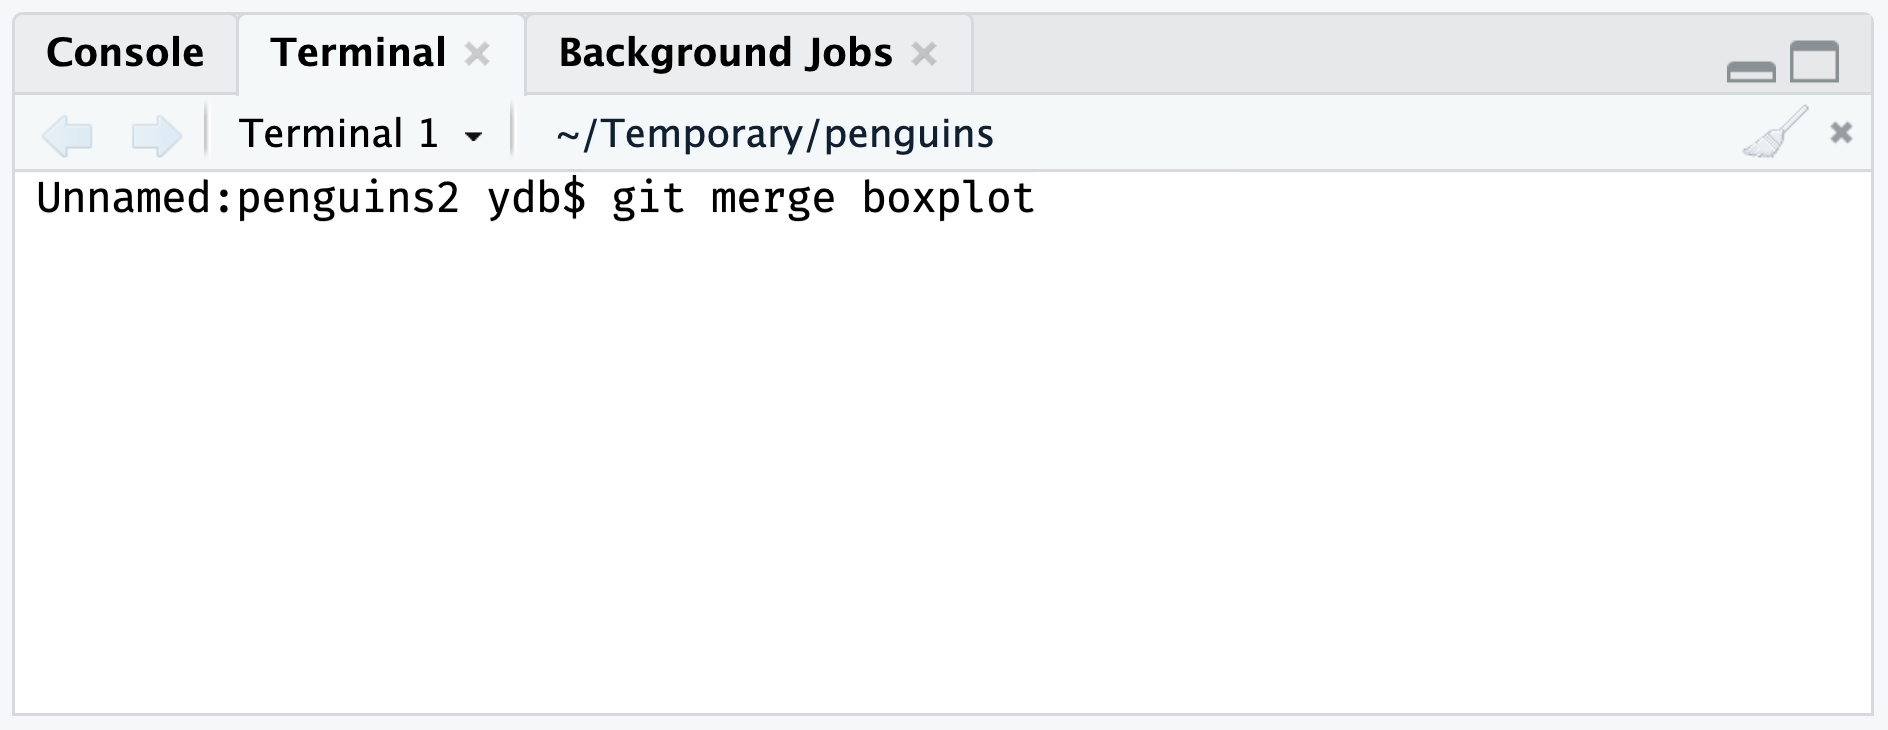 Console Terminal Background Jobs
Terminal 1 ~/Temporary/penguins
Unnamed:penguins2 ydb$ git merge boxplot